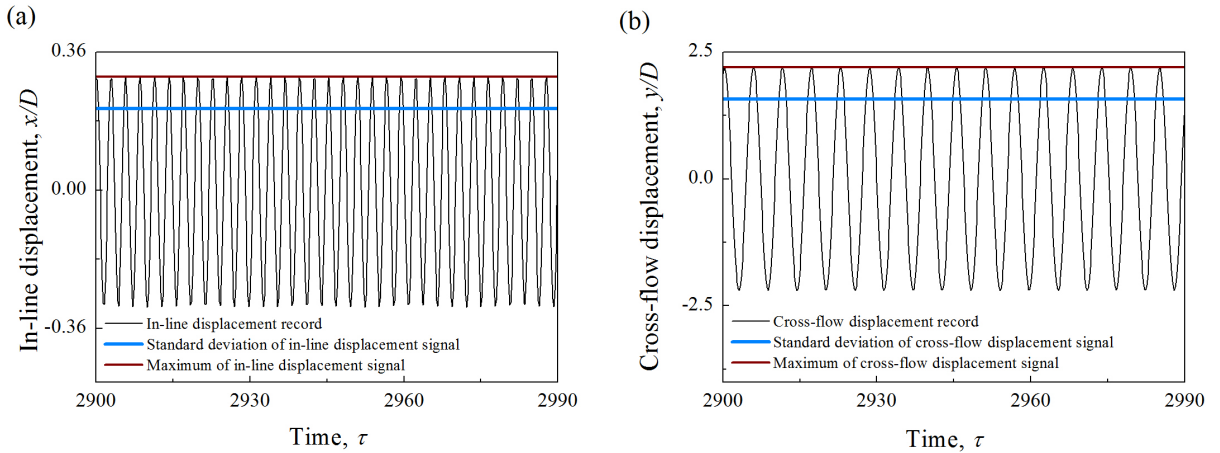 (a)
In-line displacement, x/D
0.36
0.00
-0.36
In-line displacement record
Standard deviation of in-line displacement signal
Maximum of in-line displacement signal
2900 2930 2960 2990
Time, τ
(b)
Cross-flow displacement, y/D
2.5
0.0
-2.5
Cross-flow displacement record
Standard deviation of cross-flow displacement signal
Maximum of cross-flow displacement signal
2900 2930 2960 2990
Time, τ